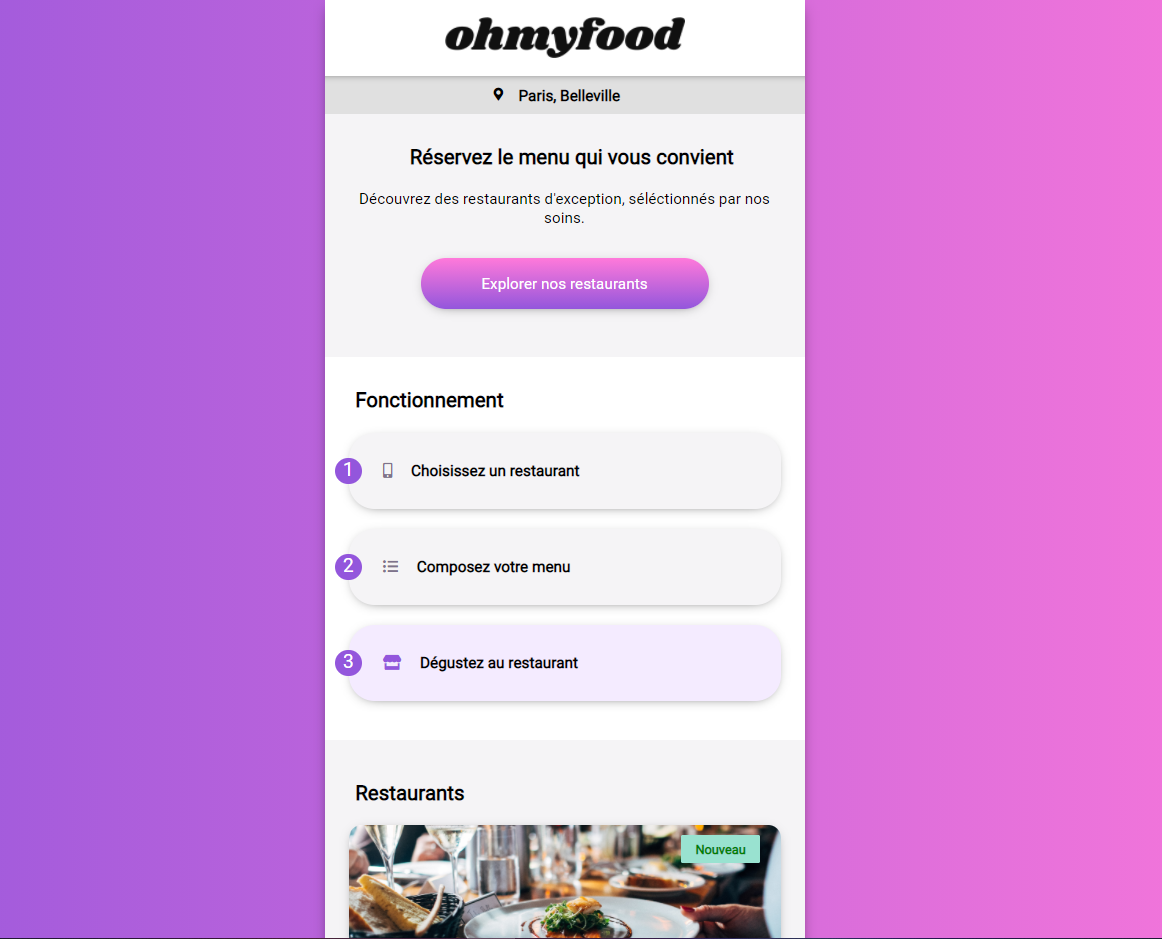 ohmyfood
Paris, Belleville
Réservez le menu qui vous convient
Découvrez des restaurants d'exception, séléctionnés par nos
soins.
Explorer nos restaurants
Fonctionnement
1 Choisissez un restaurant
2 Composez votre menu
3 Dégustez au restaurant
Restaurants
Nouveau